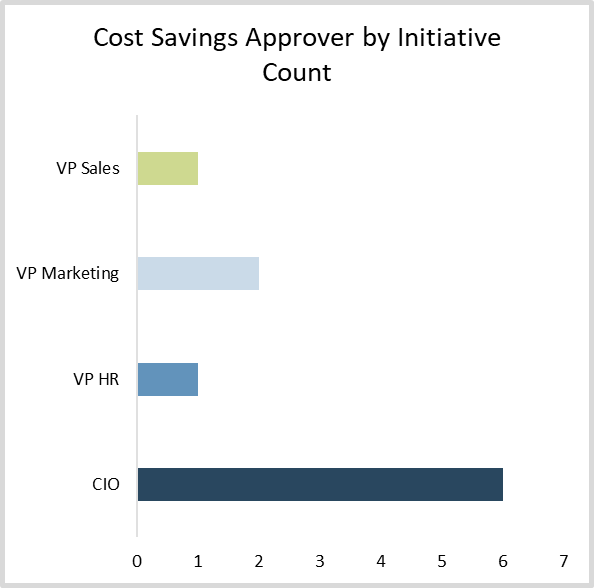 Cost Savings Approver by Initiative
Count
VP Sales
VP Marketing
VP HR
CIO
0 1 2 3 4 5 6 7